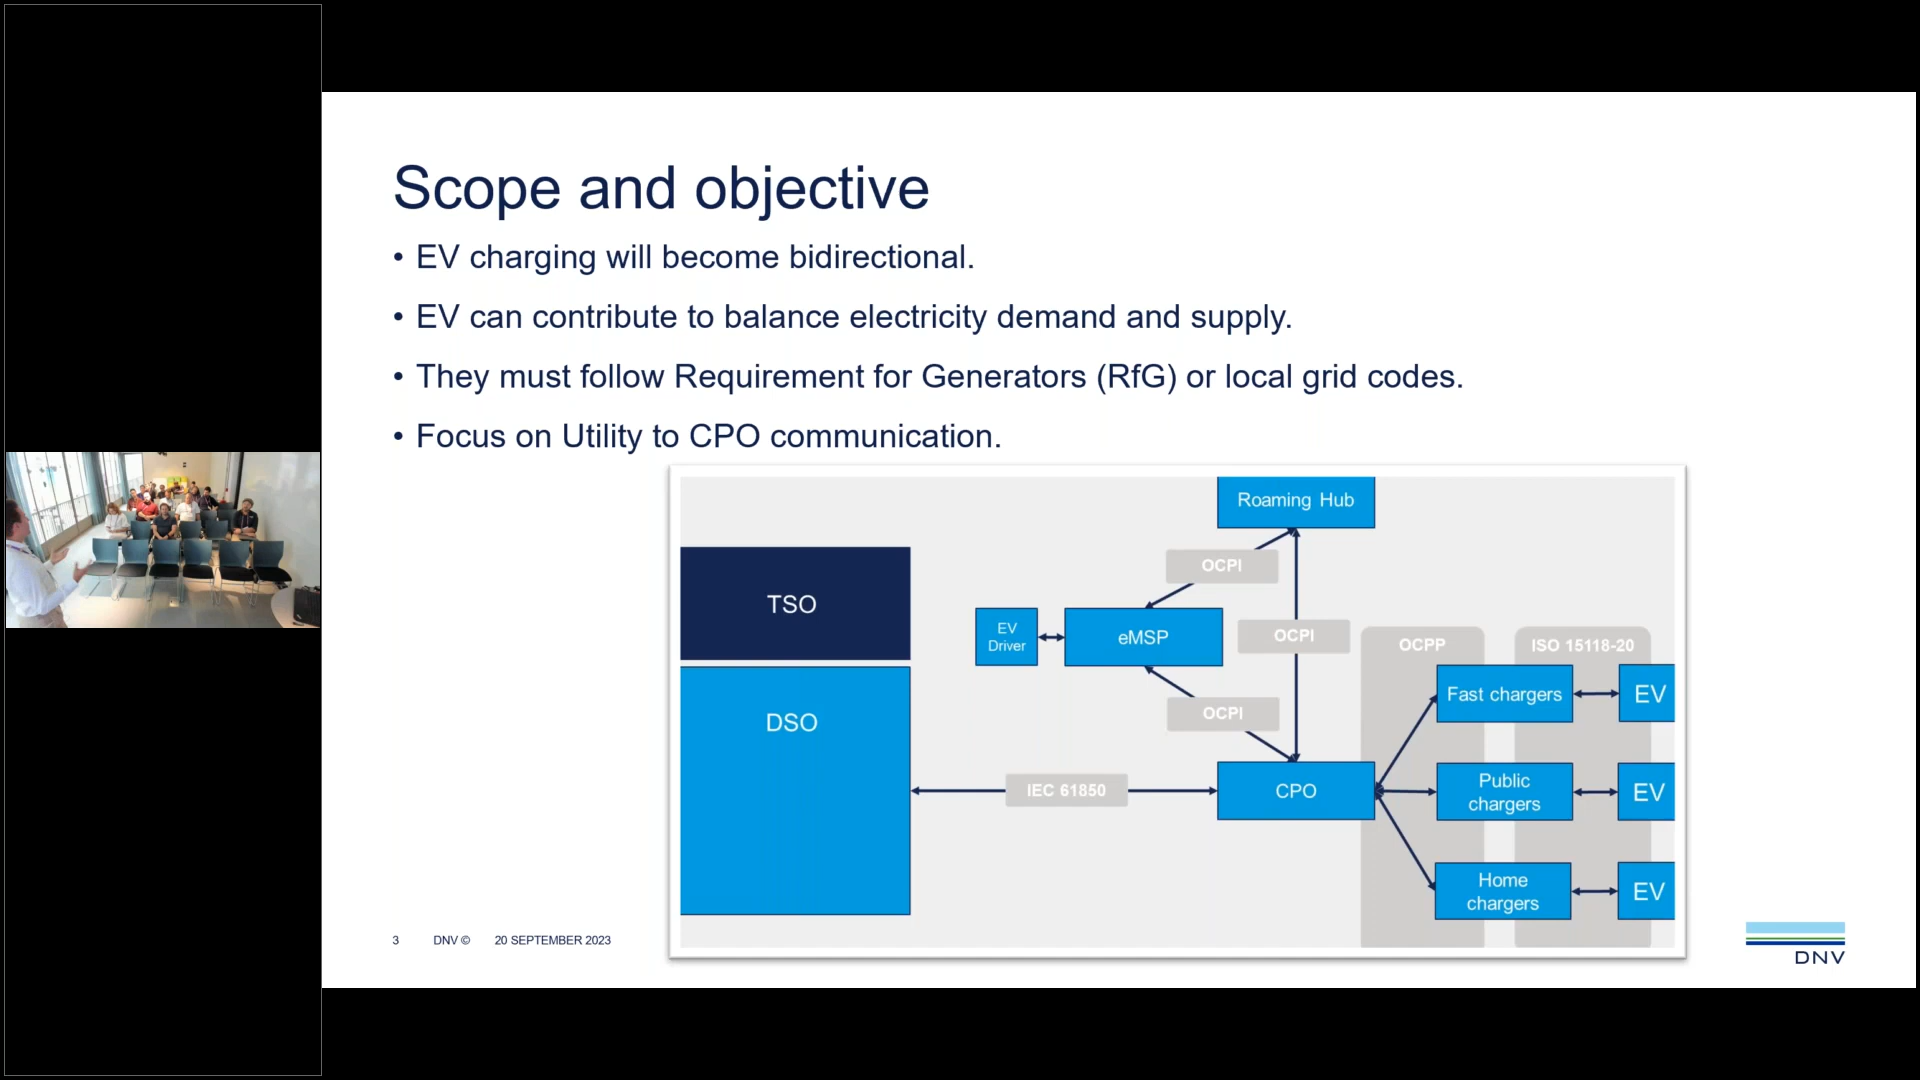 Scope and objective
• EV charging will become bidirectional.
• EV can contribute to balance electricity demand and supply.
• They must follow Requirement for Generators (RfG) or local grid codes.
• Focus on Utility to CPO communication.
Roaming Hub
OCPI
TSO
EV
Driver
eMSP
OCPI
OCPP
ISO 15118-20
Fast chargers
EV
OCPI
DSO
IEC 61850
CPO
Public
chargers
EV
Home
chargers
EV
3 DNV © 20 SEPTEMBER 2023
DNV